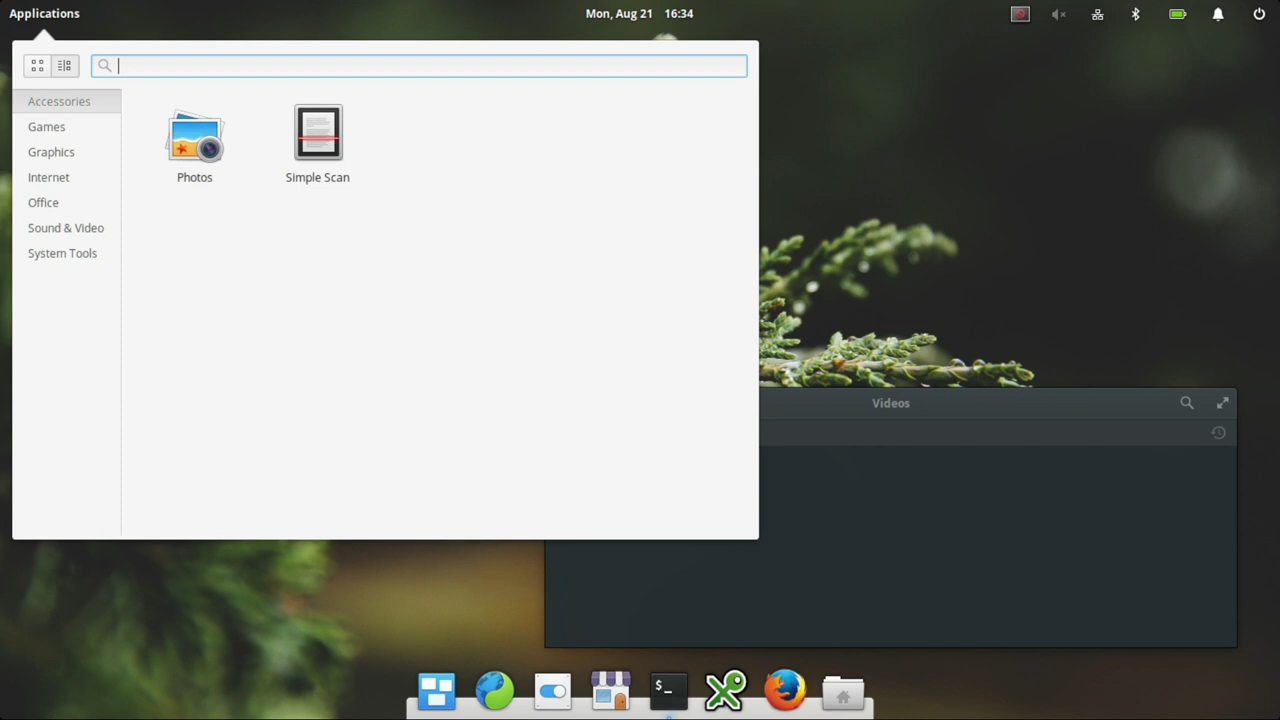 Applications
Mon, Aug 21 16:34
Accessories
Games
Graphics
Internet
Office
Sound & Video
System Tools
Photos
Simple Scan
Videos
$_